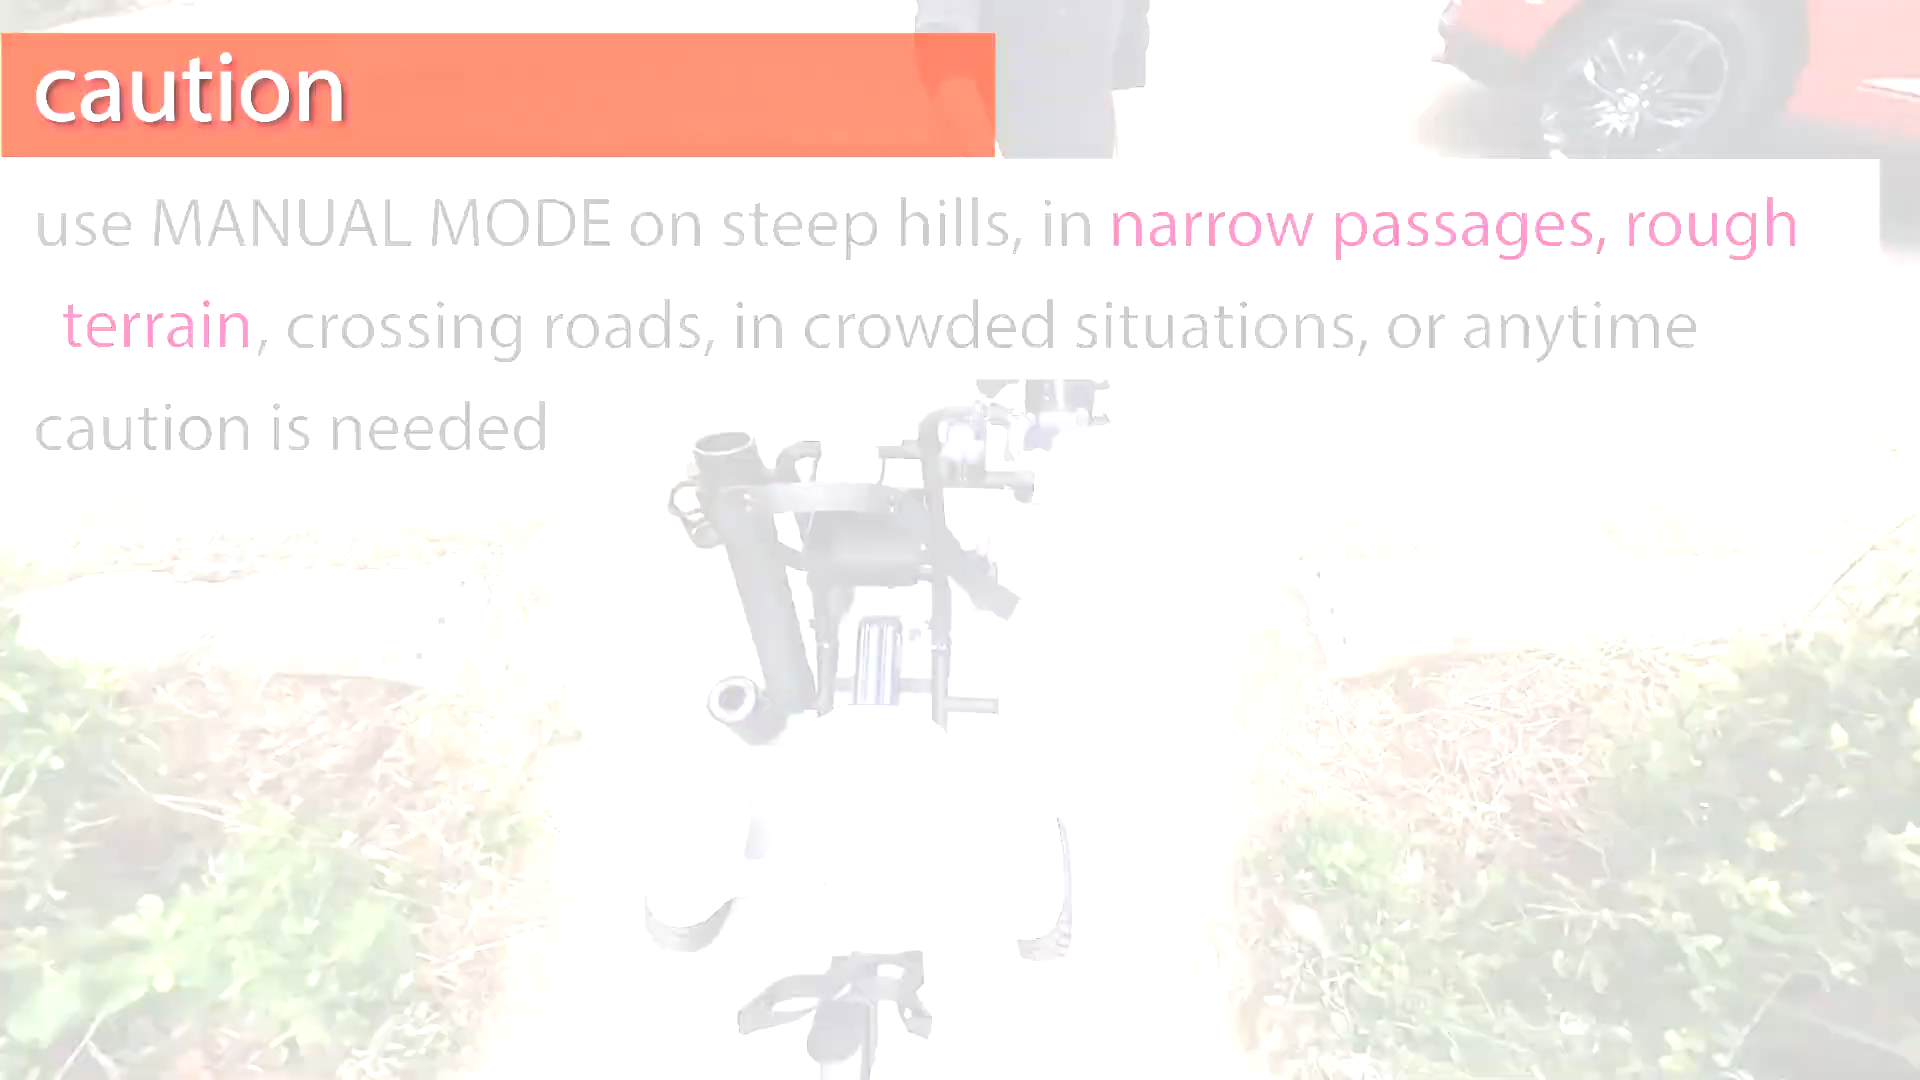 caution
use MANUAL MODE on steep hills, in narrow passages, rough
terrain, crossing roads, in crowded situations, or anytime
caution is needed